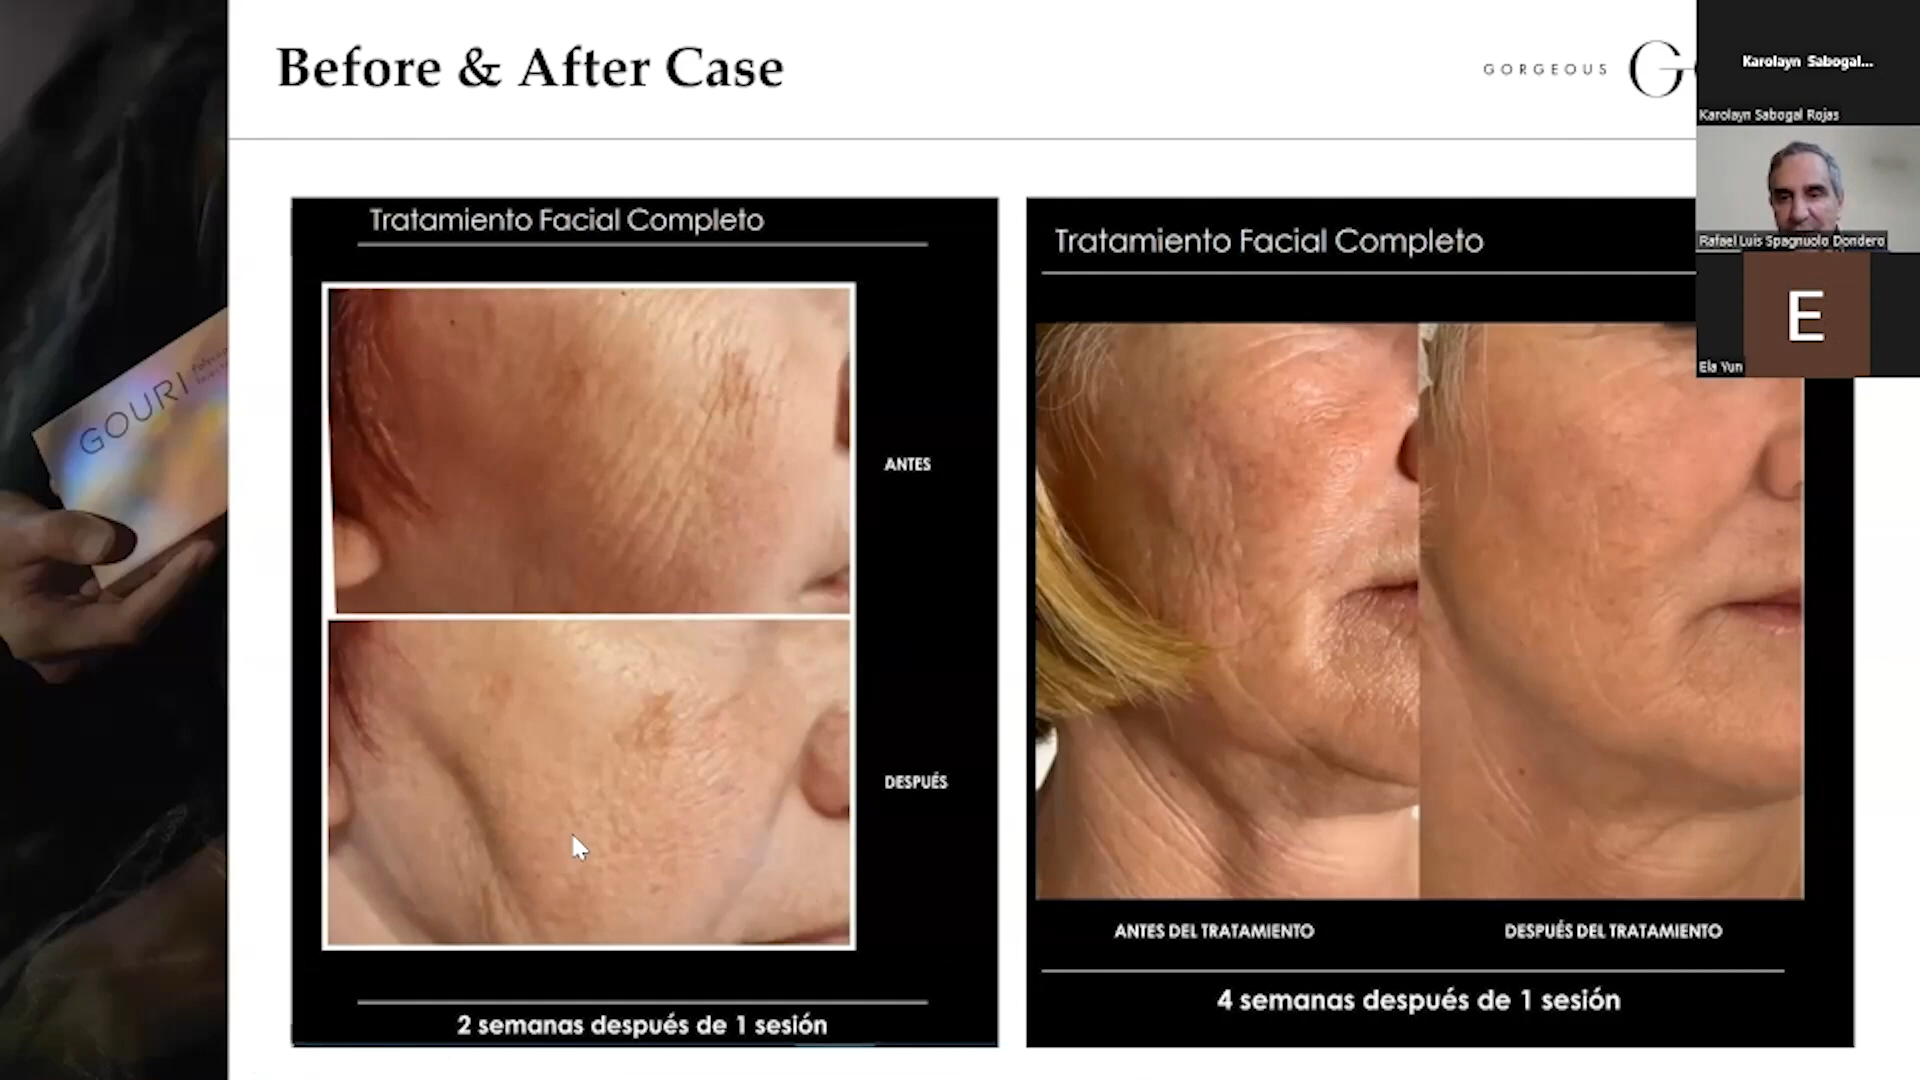 Before & After Case
GORGEOUS
GOURI
Tratamiento Facial Completo
ANTES
DESPUÉS
2 semanas después de 1 sesión
Tratamiento Facial Completo
ANTES DEL TRATAMIENTO
DESPUÉS DEL TRATAMIENTO
4 semanas después de 1 sesión
Karolayn Sabogal...
Karolayn Sabogal Rojas
Rafael Luis Spagnuolo Dondero
E
Ela Yun